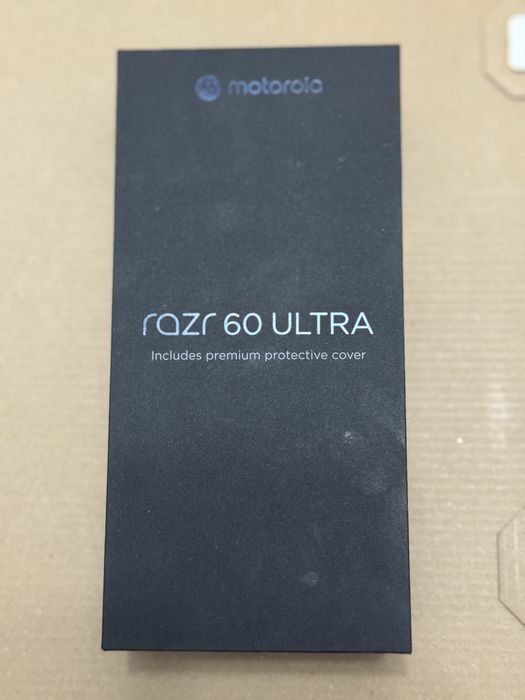 motorola
razr 60 ULTRA
Includes premium protective cover